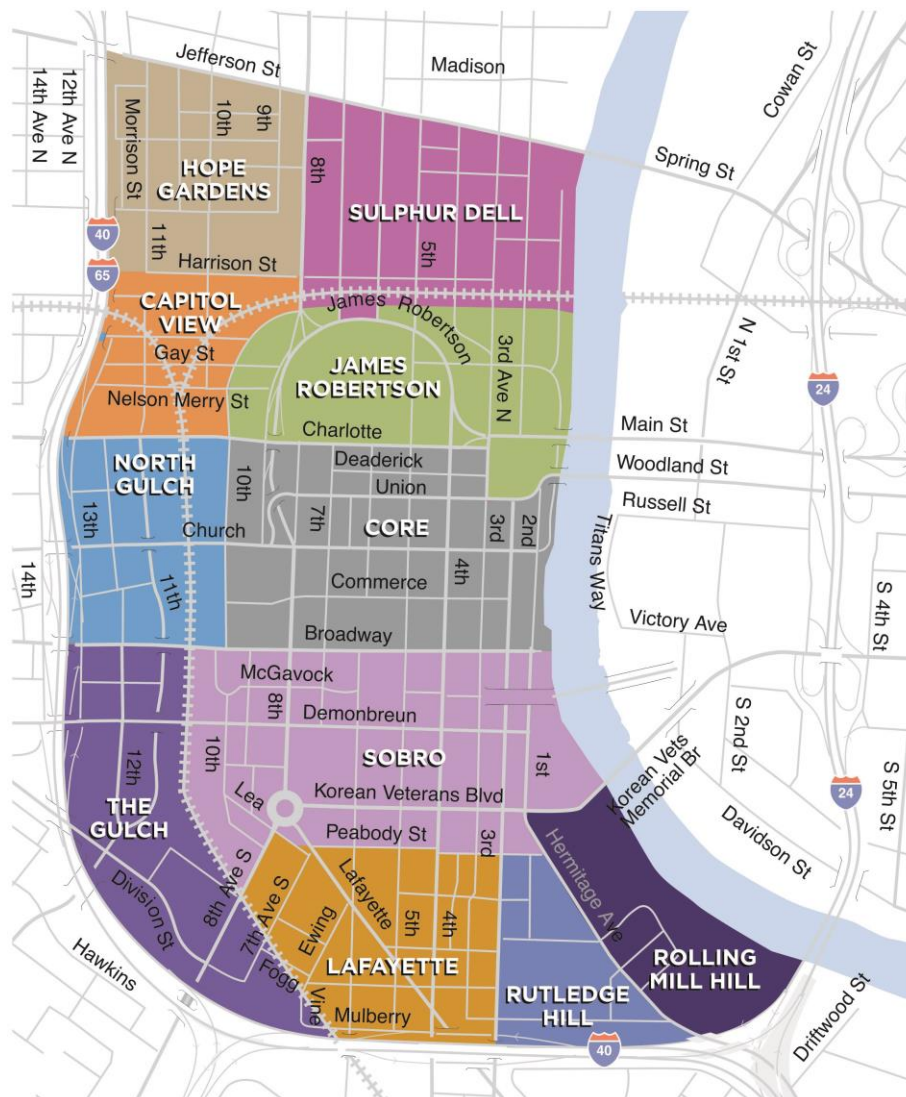 Jefferson St
Madison
Cowan St
12th Ave N
14th Ave N
Morrison St
10th
9th
HOPE
GARDENS
8th
Spring St
SULPHUR DELL
40
65
11th
5th
Harrison St
CAPITOL
VIEW
James Robertson
N 1st St
Gay St
JAMES
ROBERTSON
3rd Ave N
24
Nelson Merry St
Charlotte
Main St
NORTH
GULCH
Deaderick
Woodland St
10th
Union
Russell St
13th
Church
7th
CORE
3rd
2nd
Titans Way
14th
11th
Commerce
4th
Victory Ave
S 4th St
Broadway
McGavock
8th
Demonbreun
S 2nd St
12th
10th
SOBRO
1st
Korean Vets
Memorial Br
THE
GULCH
Lea
Korean Veterans Blvd
24
S 5th St
Peabody St
3rd
Davidson St
Hermitage Ave
8th Ave S
Lafayette
Division St
7th Ave S
Ewing
5th
4th
Hawkins
Fogg
LAFAYETTE
ROLLING
MILL HILL
Vine
Mulberry
RUTLEDGE
HILL
40
Driftwood St